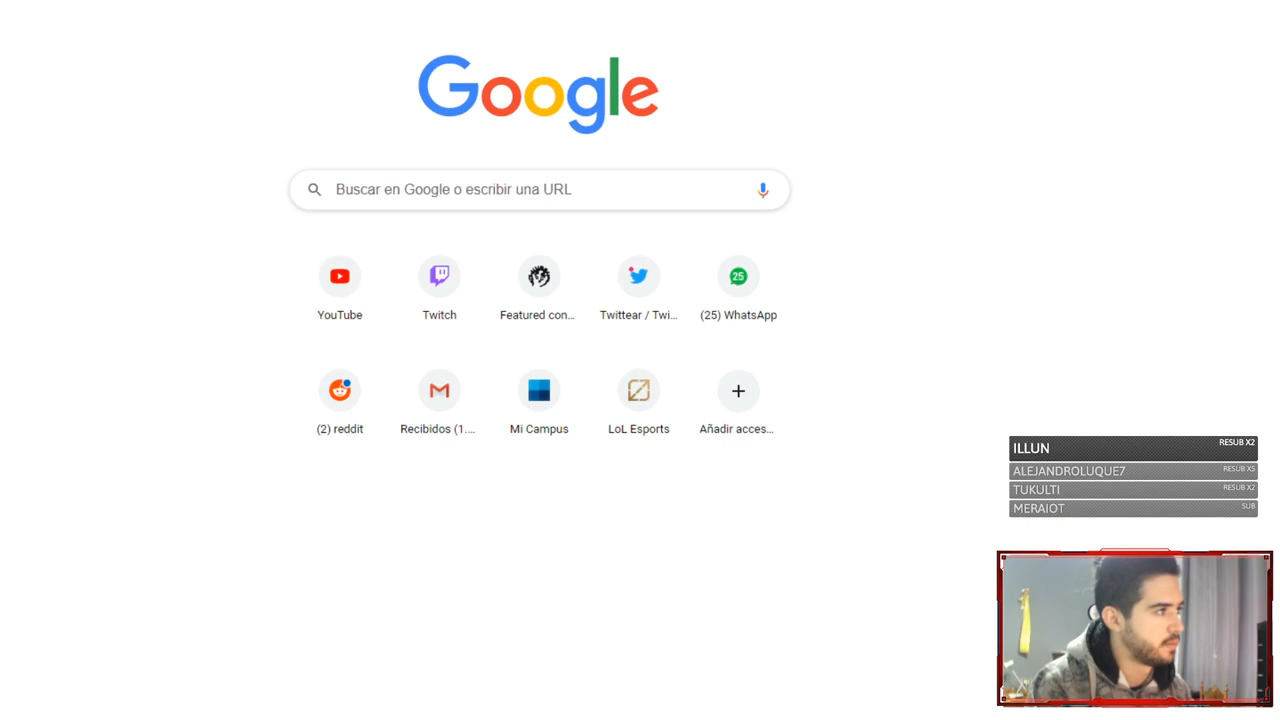 Google
Buscar en Google o escribir una URL
YouTube
Twitch
Featured con...
Twittear / Twi...
25
(25) WhatsApp
(2) reddit
Recibidos (1....
Mi Campus
LoL Esports
Añadir acces...
ILLUN RESUB X2
ALEJANDROLUQUE7 RESUB X5
TUKULTI RESUB X2
MERAIOT SUB